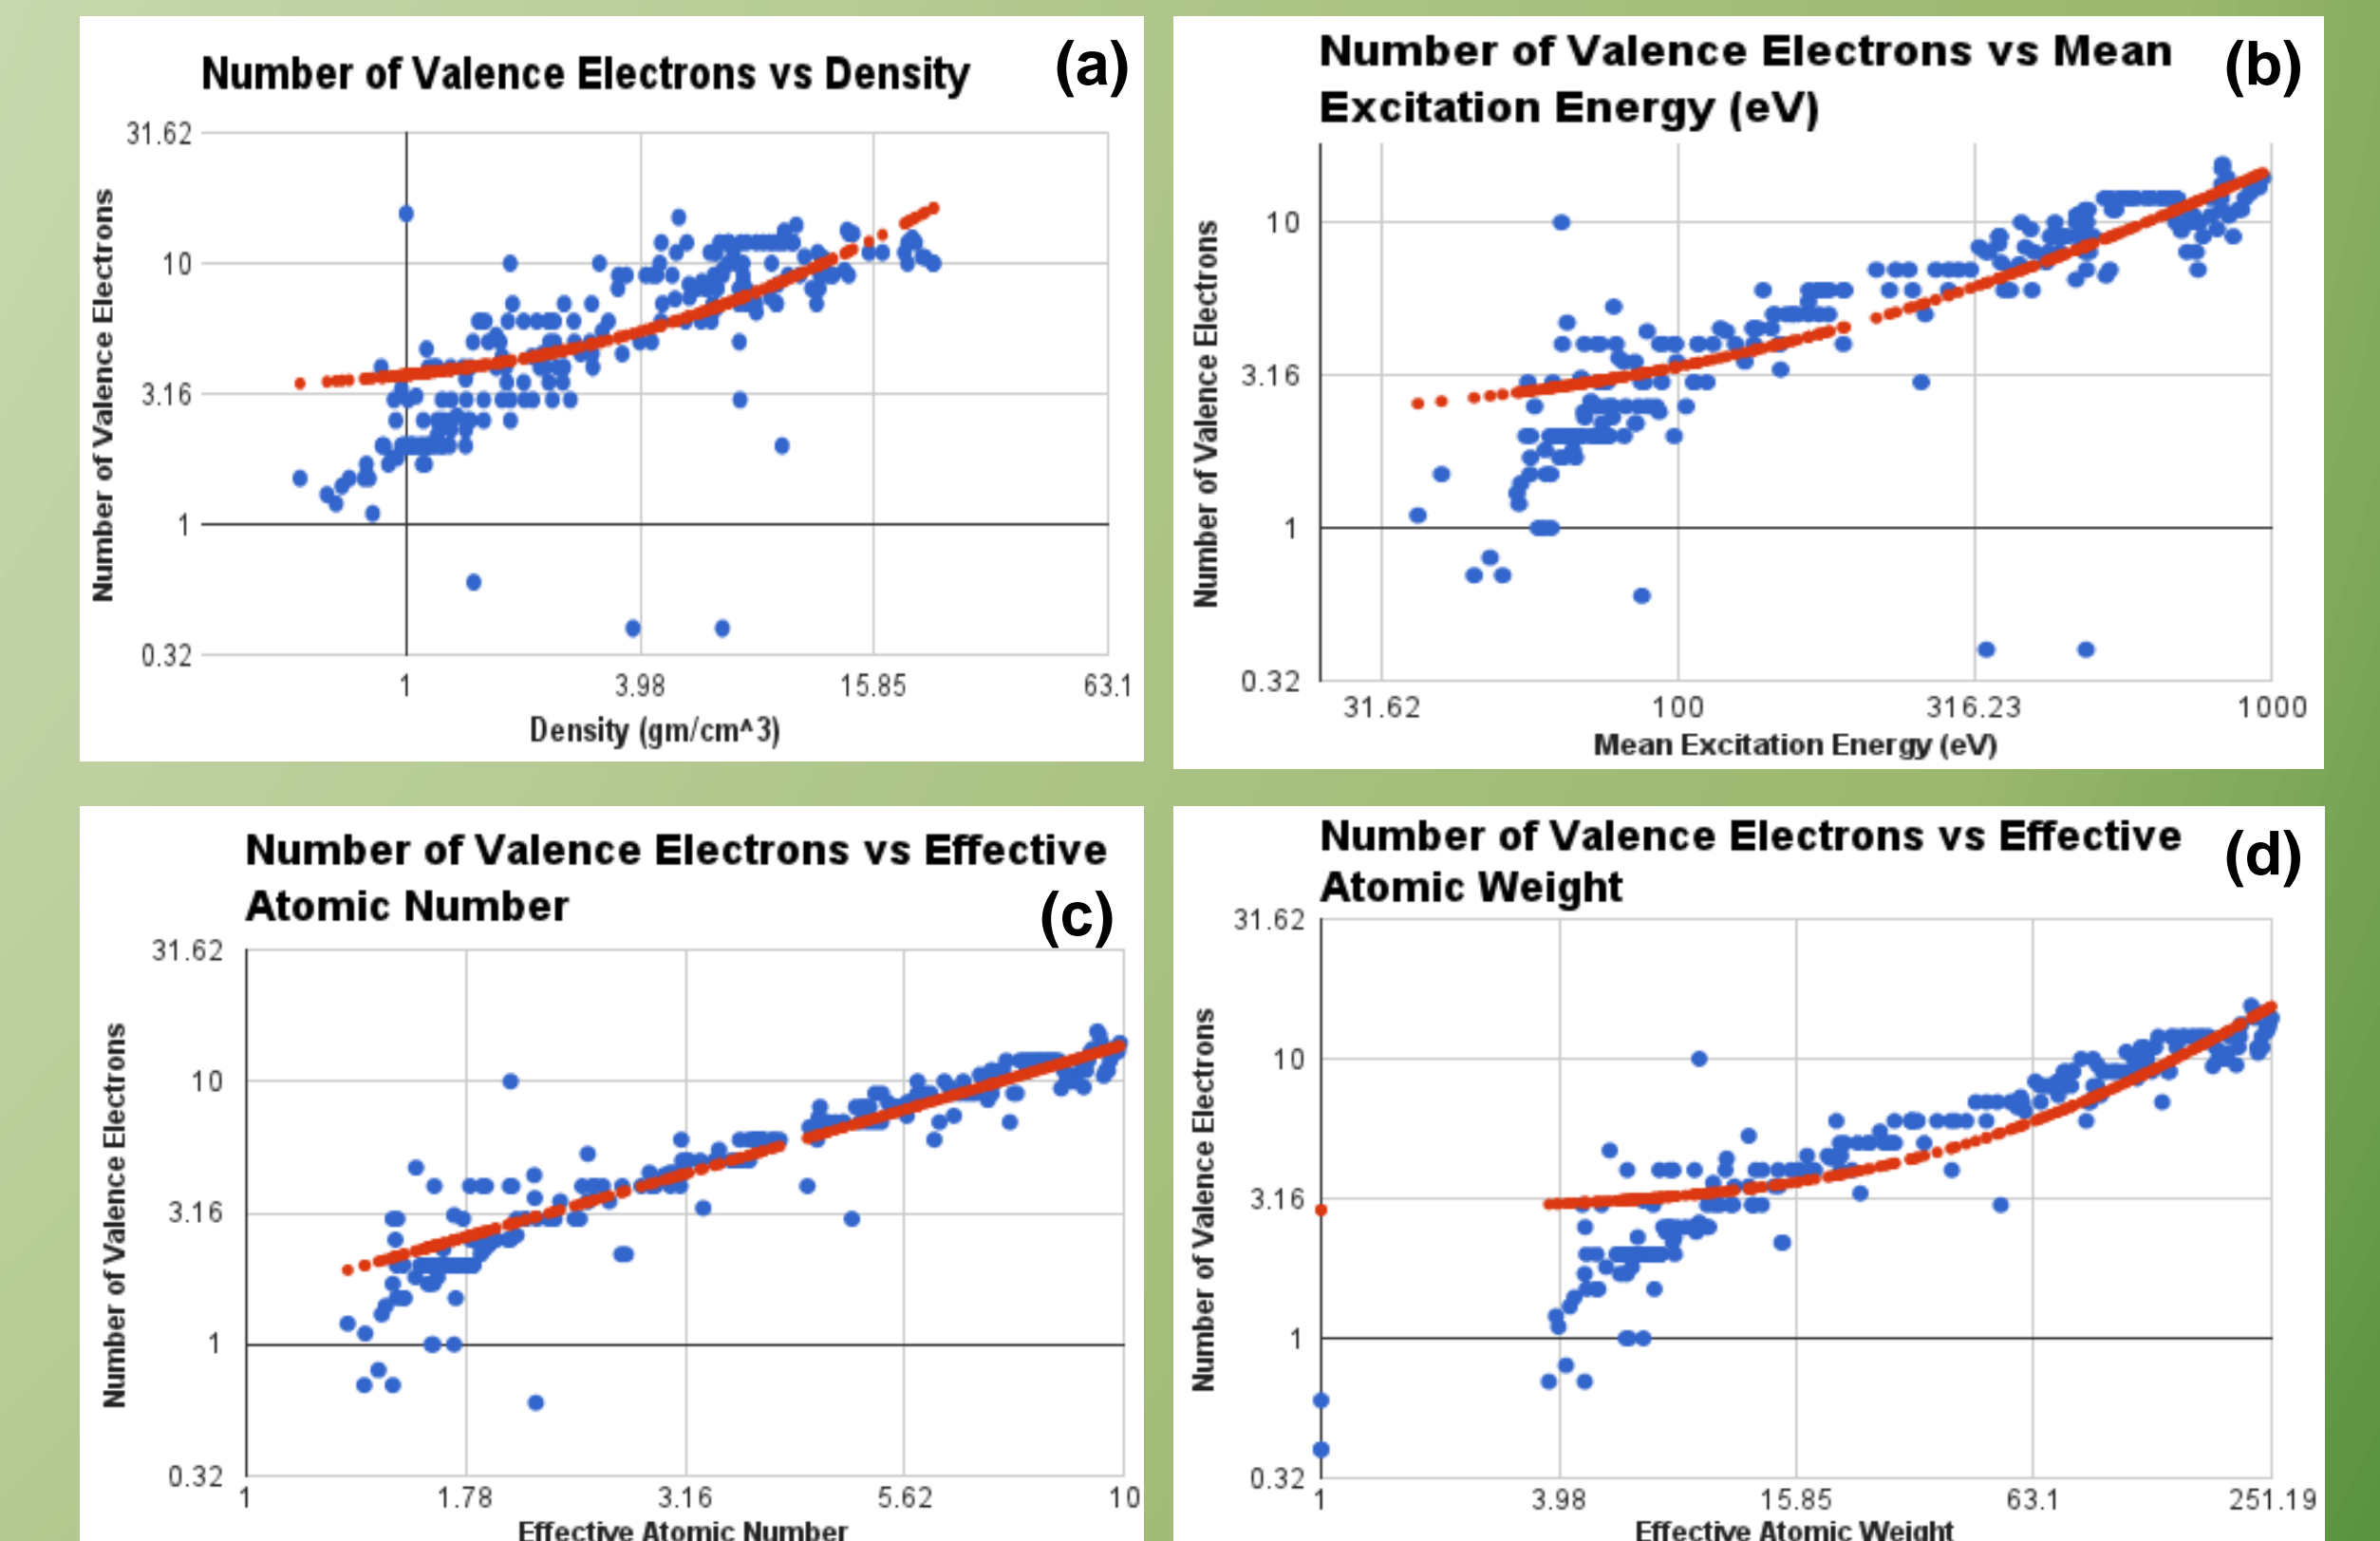 Number of Valence Electrons vs Density
(a)
31.62
10
3.16
1
0.32
Number of Valence Electrons
1
3.98
15.85
63.1
Density (gm/cm^3)
Number of Valence Electrons vs Mean
Excitation Energy (eV)
(b)
10
3.16
1
0.32
Number of Valence Electrons
31.62
100
316.23
1000
Mean Excitation Energy (eV)
Number of Valence Electrons vs Effective
Atomic Number
(c)
31.62
10
3.16
1
0.32
Number of Valence Electrons
1
1.78
3.16
5.62
10
Effective Atomic Number
Number of Valence Electrons vs Effective
Atomic Weight
(d)
31.62
10
3.16
1
0.32
Number of Valence Electrons
1
3.98
15.85
63.1
251.19
Effective Atomic Weight